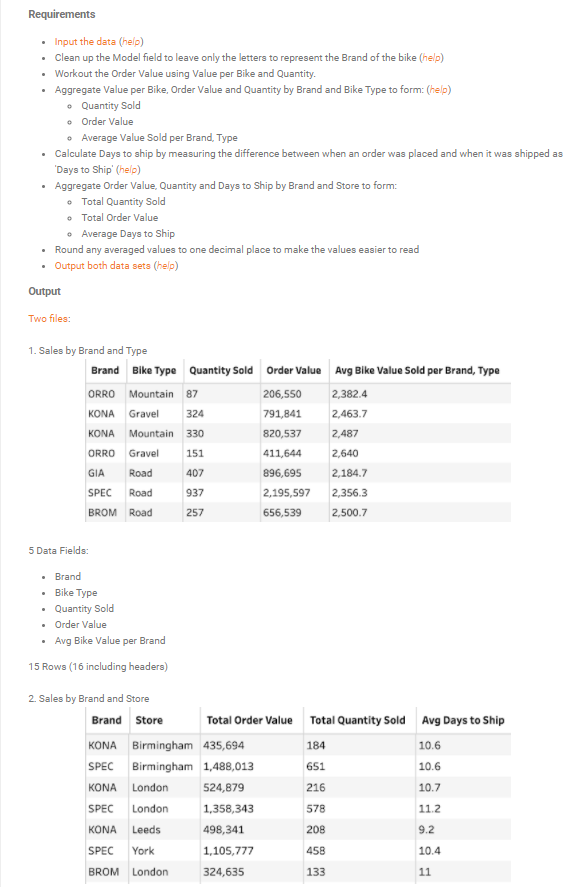 Requirements
Input the data (help)
Clean up the Model field to leave only the letters to represent the Brand of the bike (help)
Workout the Order Value using Value per Bike and Quantity.
Aggregate Value per Bike, Order Value and Quantity by Brand and Bike Type to form: (help)
Quantity Sold
Order Value
Average Value Sold per Brand, Type
Calculate Days to ship by measuring the difference between when an order was placed and when it was shipped as
'Days to Ship' (help)
Aggregate Order Value, Quantity and Days to Ship by Brand and Store to form:
Total Quantity Sold
Total Order Value
Average Days to Ship
Round any averaged values to one decimal place to make the values easier to read
Output both data sets (help)
Output
Two files:
1. Sales by Brand and Type
Brand Bike Type Quantity Sold Order Value Avg Bike Value Sold per Brand, Type
ORRO Mountain 87 206,550 2,382.4
KONA Gravel 324 791,841 2,463.7
KONA Mountain 330 820,537 2,487
ORRO Gravel 151 411,644 2,640
GIA Road 407 896,695 2,184.7
SPEC Road 937 2,195,597 2,356.3
BROM Road 257 656,539 2,500.7
5 Data Fields:
Brand
Bike Type
Quantity Sold
Order Value
Avg Bike Value per Brand
15 Rows (16 including headers)
2. Sales by Brand and Store
Brand Store Total Order Value Total Quantity Sold Avg Days to Ship
KONA Birmingham 435,694 184 10.6
SPEC Birmingham 1,488,013 651 10.6
KONA London 524,879 216 10.7
SPEC London 1,358,343 578 11.2
KONA Leeds 498,341 208 9.2
SPEC York 1,105,777 458 10.4
BROM London 324,635 133 11